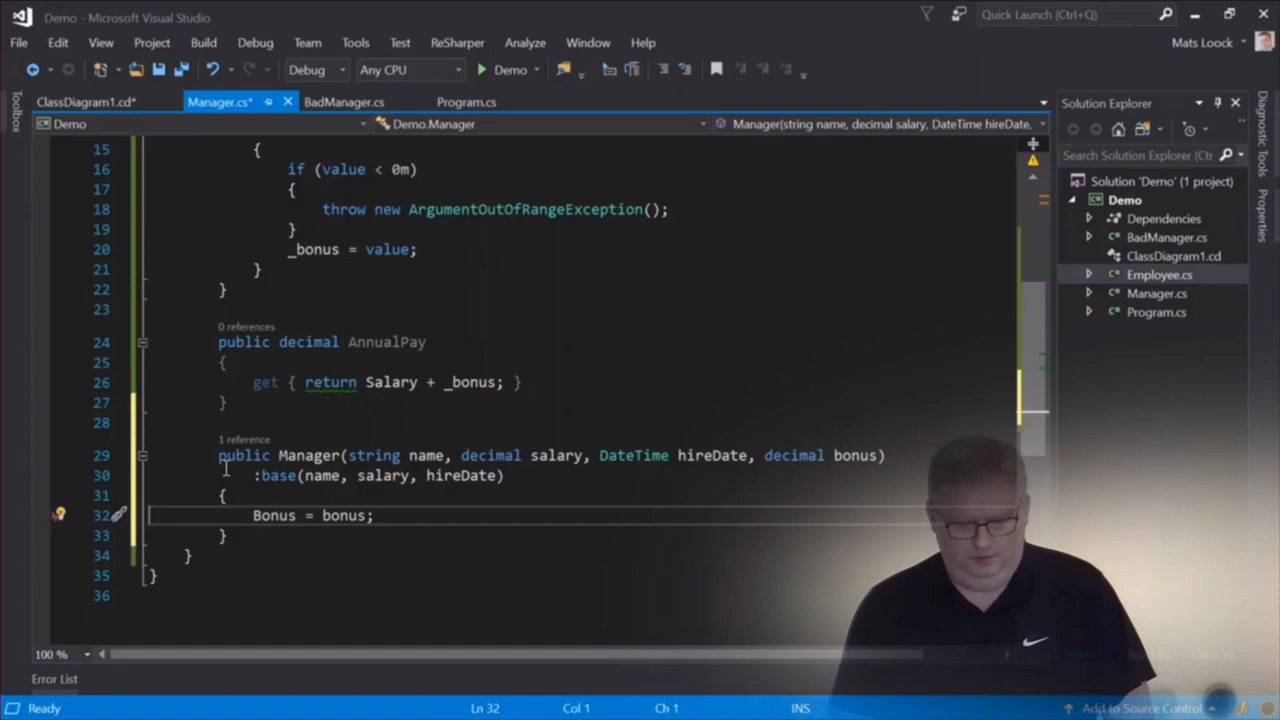 Demo - Microsoft Visual Studio
Quick Launch (Ctrl+Q)
File Edit View Project Build Debug Team Tools Test ReSharper Analyze Window Help
Mats Loock
Debug Any CPU Demo
Toolbox
ClassDiagram1.cd* Manager.cs* BadManager.cs Program.cs
Demo Demo.Manager Manager(string name, decimal salary, DateTime hireDate,
15 {
16 if (value < 0m)
17 {
18 throw new ArgumentOutOfRangeException();
19 }
20 _bonus = value;
21 }
22 }
23
0 references
24 public decimal AnnualPay
25 {
26 get { return Salary + _bonus; }
27 }
28
1 reference
29 public Manager(string name, decimal salary, DateTime hireDate, decimal bonus)
30 :base(name, salary, hireDate)
31 {
32 Bonus = bonus;
33 }
34 }
35 }
36
100 %
Error List
Ready Ln 32 Col 1 Ch 1 INS Add to Source Control
Solution Explorer
Search Solution Explorer (Ctrl
Solution 'Demo' (1 project)
C# Demo
Dependencies
C# BadManager.cs
ClassDiagram1.cd
C# Employee.cs
C# Manager.cs
C# Program.cs
Diagnostic Tools
Properties